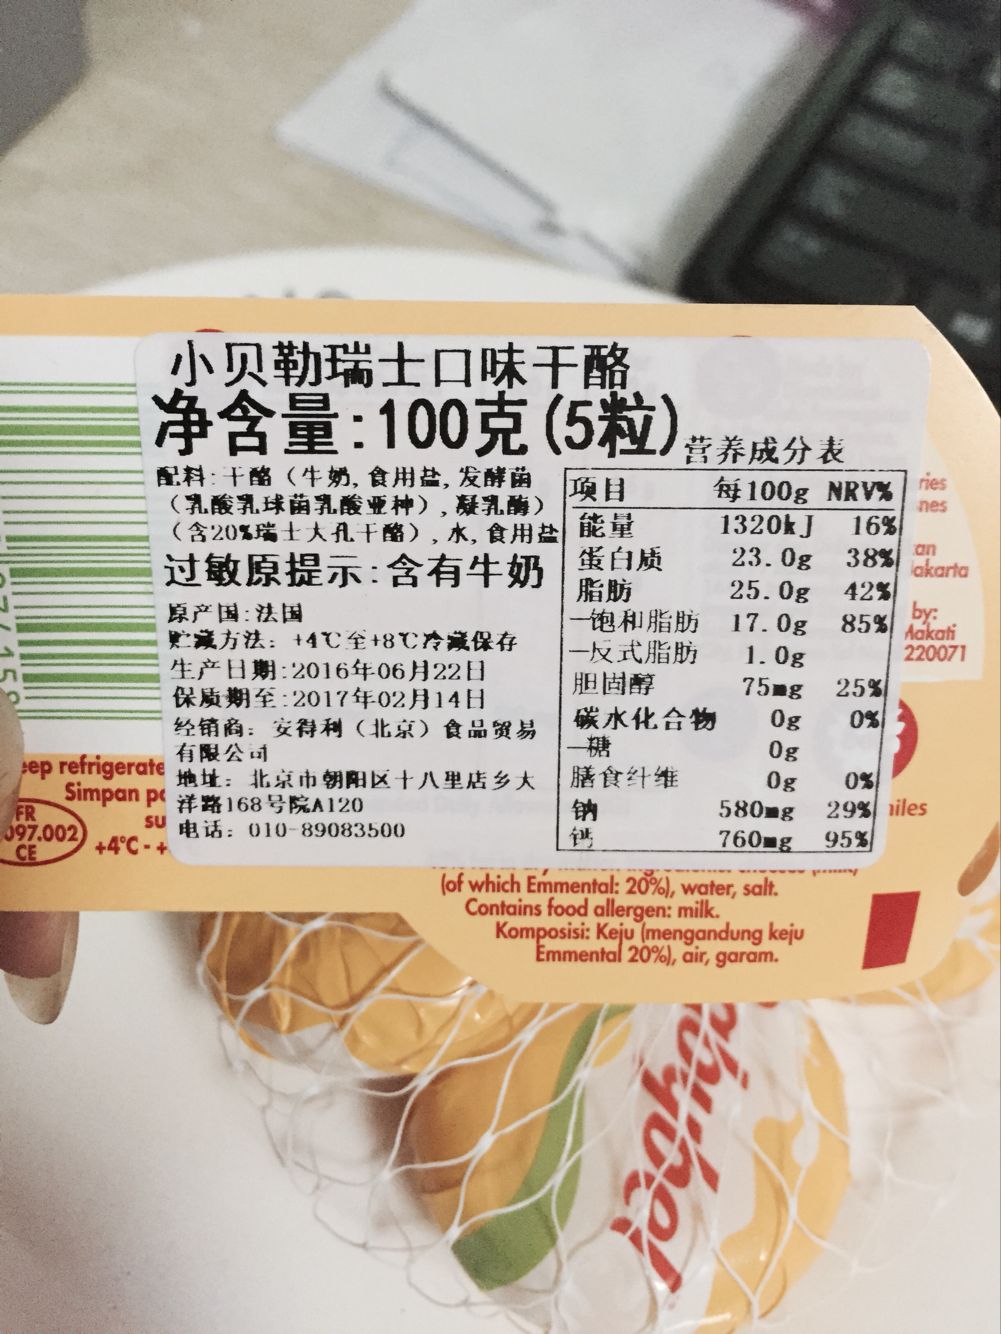 小贝勒瑞士口味干酪
净含量:100克(5粒)
配料:干酪（牛奶,食用盐,发酵菌
（乳酸乳球菌乳酸亚种）,凝乳酶）
（含20%瑞士大孔干酪）,水,食用盐
过敏原提示:含有牛奶
原产国:法国
贮藏方法：+4℃至+8℃冷藏保存
生产日期:2016年06月22日
保质期至:2017年02月14日
经销商：安得利（北京）食品贸易
有限公司
地址：北京市朝阳区十八里店乡大
洋路168号院A120
电话：010-89083500
营养成分表
项目 每100g NRV%
能量 1320kJ 16%
蛋白质 23.0g 38%
脂肪 25.0g 42%
—饱和脂肪 17.0g 85%
—反式脂肪 1.0g
胆固醇 75mg 25%
碳水化合物 0g 0%
—糖 0g
膳食纤维 0g 0%
钠 580mg 29%
钙 760mg 95%
akarta
by:
Makati
220071
refrigerate
Simpan
FR
097.002
CE
+4°C - +
(of which Emmental: 20%), water, salt.
Contains food allergen: milk.
Komposisi: Keju (mengandung keju
Emmental 20%), air, garam.